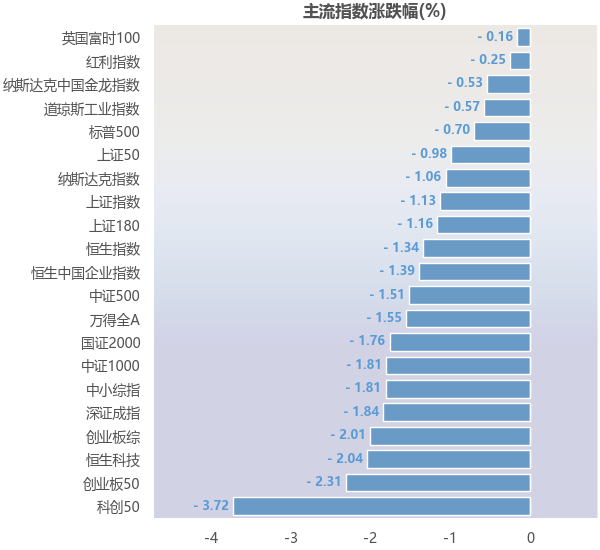 主流指数涨跌幅(%)
英国富时100 - 0.16
红利指数 - 0.25
纳斯达克中国金龙指数 - 0.53
道琼斯工业指数 - 0.57
标普500 - 0.70
上证50 - 0.98
纳斯达克指数 - 1.06
上证指数 - 1.13
上证180 - 1.16
恒生指数 - 1.34
恒生中国企业指数 - 1.39
中证500 - 1.51
万得全A - 1.55
国证2000 - 1.76
中证1000 - 1.81
中小综指 - 1.81
深证成指 - 1.84
创业板综 - 2.01
恒生科技 - 2.04
创业板50 - 2.31
科创50 - 3.72
-4 -3 -2 -1 0